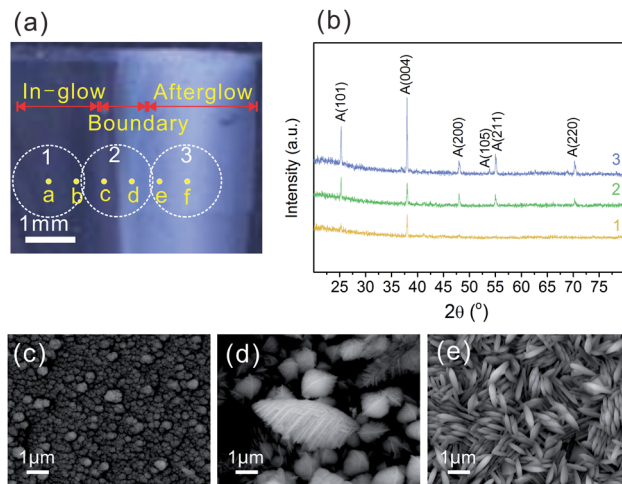 (a)
In-glow
Afterglow
Boundary
1
2
3
a
b
c
d
e
f
1mm
(b)
Intensity (a.u.)
A(101)
A(004)
A(200)
A(105)
A(211)
A(220)
3
2
1
25 30 35 40 45 50 55 60 65 70 75
2θ (°)
(c)
1μm
(d)
1μm
(e)
1μm